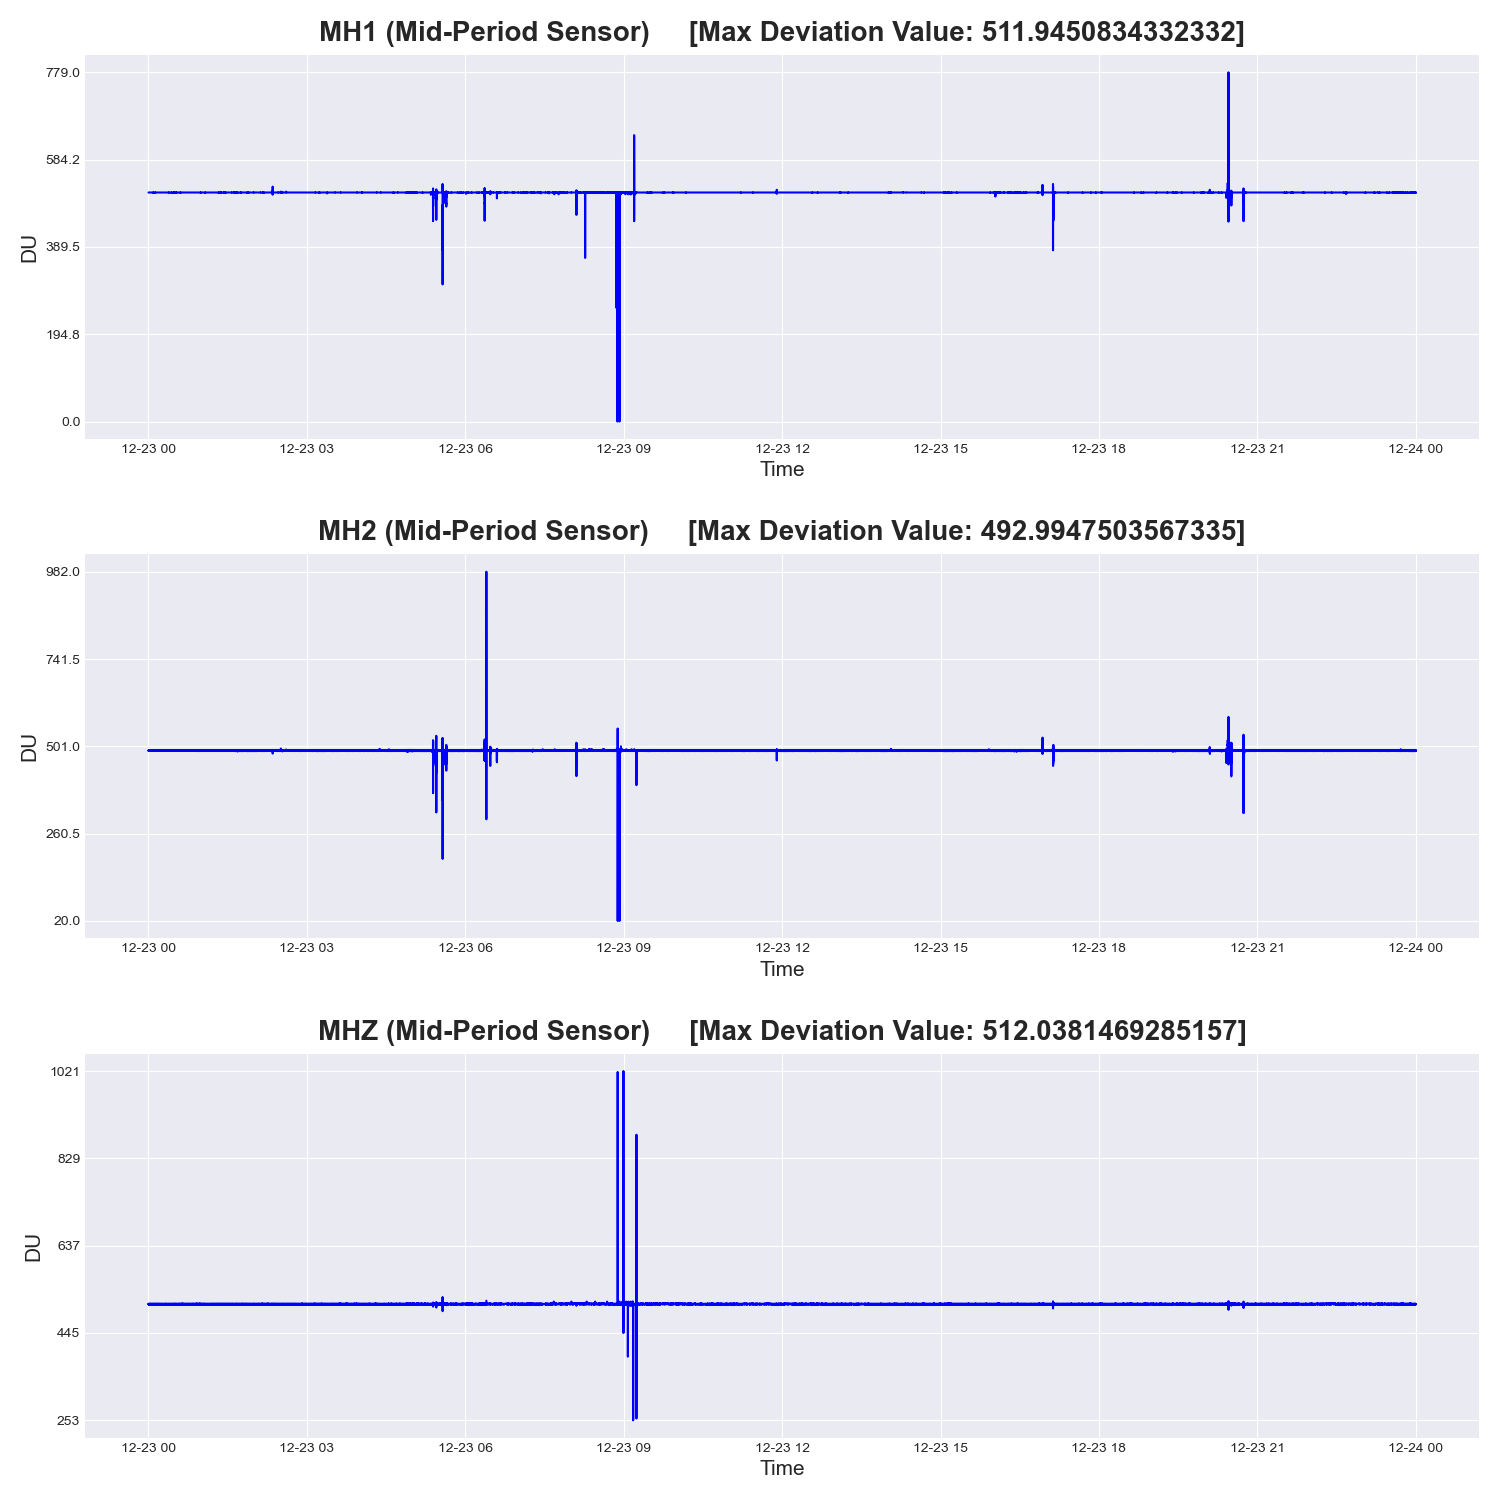 MH1 (Mid-Period Sensor) [Max Deviation Value: 511.9450834332332]
779.0
584.2
389.5
194.8
0.0
DU
12-23 00 12-23 03 12-23 06 12-23 09 12-23 12 12-23 15 12-23 18 12-23 21 12-24 00
Time
MH2 (Mid-Period Sensor) [Max Deviation Value: 492.9947503567335]
982.0
741.5
501.0
260.5
20.0
DU
12-23 00 12-23 03 12-23 06 12-23 09 12-23 12 12-23 15 12-23 18 12-23 21 12-24 00
Time
MHZ (Mid-Period Sensor) [Max Deviation Value: 512.0381469285157]
1021
829
637
445
253
DU
12-23 00 12-23 03 12-23 06 12-23 09 12-23 12 12-23 15 12-23 18 12-23 21 12-24 00
Time